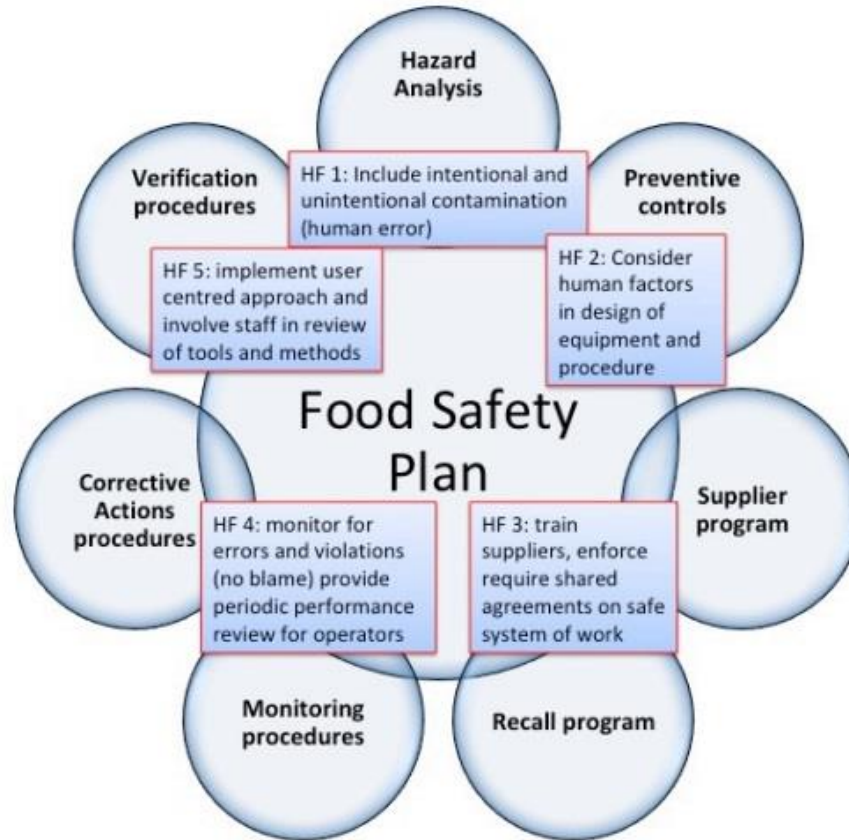 Hazard
Analysis
HF 1: Include intentional and
unintentional contamination
(human error)
Verification
procedures
Preventive
controls
HF 5: implement user
centred approach and
involve staff in review
of tools and methods
HF 2: Consider
human factors
in design of
equipment and
procedure
Food Safety
Plan
Corrective
Actions
procedures
Supplier
program
HF 4: monitor for
errors and violations
(no blame) provide
periodic performance
review for operators
HF 3: train
suppliers, enforce
require shared
agreements on safe
system of work
Monitoring
procedures
Recall program